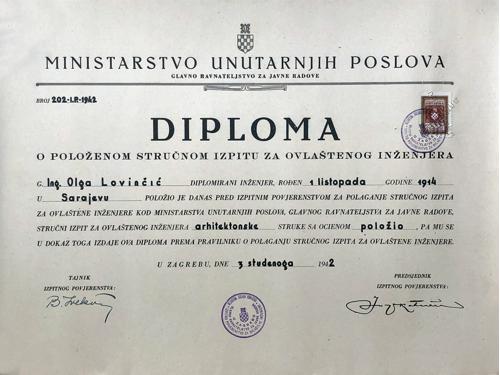 MINISTARSTVO UNUTARNJIH POSLOVA
GLAVNO RAVNATELJSTVO ZA JAVNE RADOVE
BROJ 202-I.P.-1942
DIPLOMA
O POLOŽENOM STRUČNOM IZPITU ZA OVLAŠTENOG INŽENJERA
G. Ing. Olga Lovinčić DIPLOMIRANI INŽENJER, ROĐEN 1 listopada GODINE 1914
U Sarajevu POLOŽIO JE DANAS PRED IZPITNIM POVJERENSTVOM ZA POLAGANJE STRUČNOG IZPITA
ZA OVLAŠTENE INŽENJERE KOD MINISTARSTVA UNUTARNJIH POSLOVA, GLAVNOG RAVNATELJSTVA ZA JAVNE RADOVE,
STRUČNI IZPIT ZA OVLAŠTENOG INŽENJERA arhitektonske STRUKE SA OCIENOM položio, PA MU SE
U DOKAZ TOGA IZDAJE OVA DIPLOMA PREMA PRAVILNIKU O POLAGANJU STRUČNOG IZPITA ZA OVLAŠTENE INŽENJERE.
U ZAGREBU, DNE 3 studenoga 1942
TAJNIK
IZPITNOG POVJERENSTVA:
PREDSJEDNIK
IZPITNOG POVJERENSTVA: